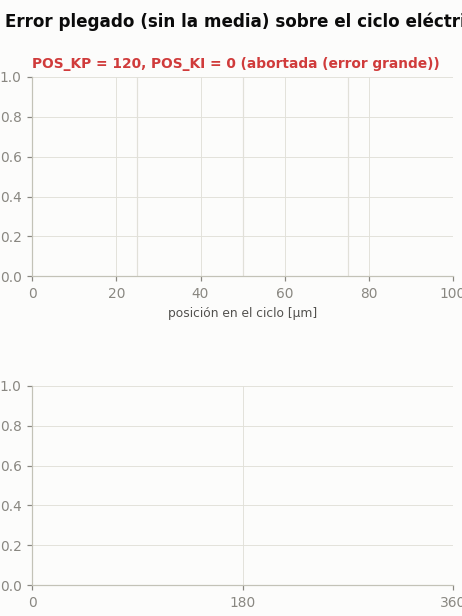 Error plegado (sin la media) sobre el ciclo eléctri
POS_KP = 120, POS_KI = 0 (abortada (error grande))
1.0
0.8
0.6
0.4
0.2
0.0
0 20 40 60 80 100
posición en el ciclo [µm]
1.0
0.8
0.6
0.4
0.2
0.0
0 180 360